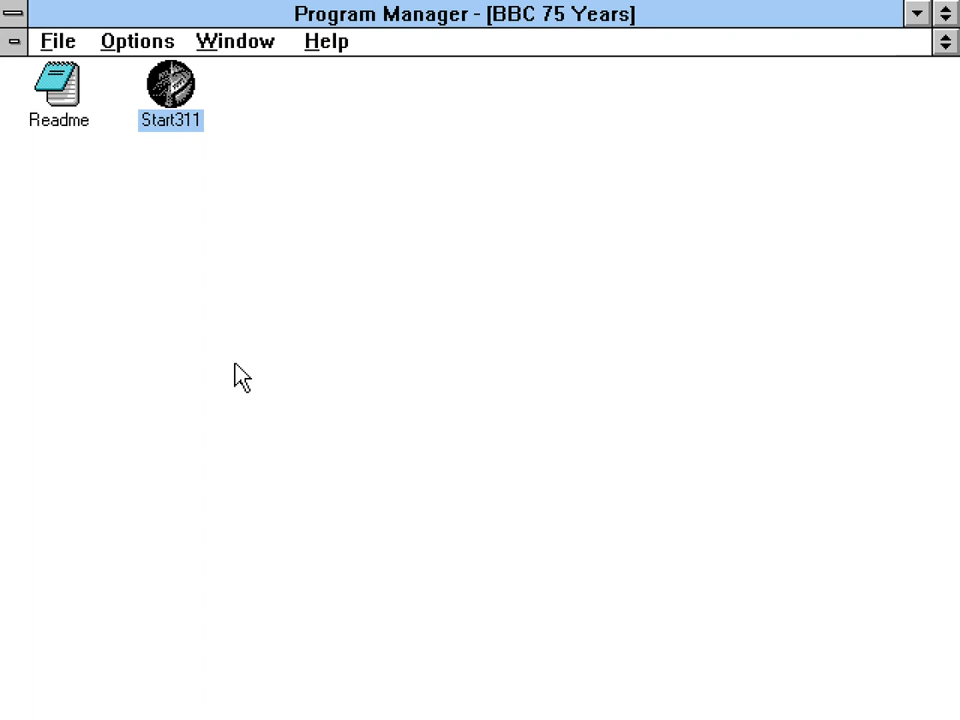 Program Manager - [BBC 75 Years]
File Options Window Help
Readme Start311